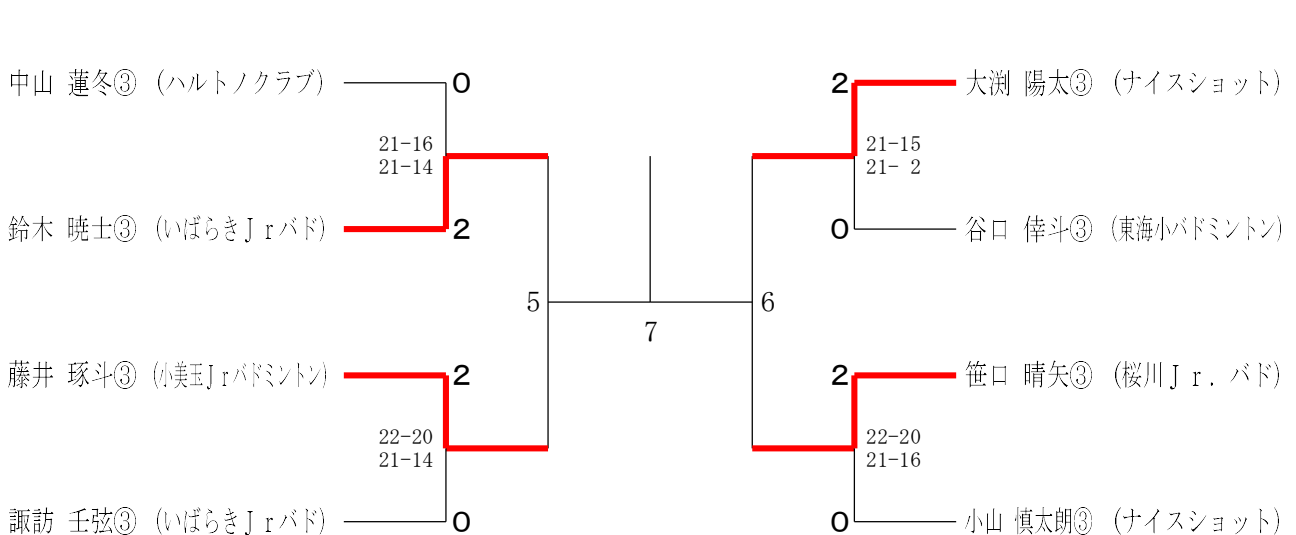 中山 蓮冬③ (ハルトノクラブ) 0
21-16
21-14
鈴木 暁士③ (いばらきJrバド) 2
5
藤井 琢斗③ (小美玉Jrバドミントン) 2
22-20
21-14
諏訪 壬弦③ (いばらきJrバド) 0
7
2 大渕 陽太③ (ナイスショット)
21-15
21- 2
0 谷口 倖斗③ (東海小バドミントン)
6
2 笹口 晴矢③ (桜川Jr.バド)
22-20
21-16
0 小山 慎太朗③ (ナイスショット)